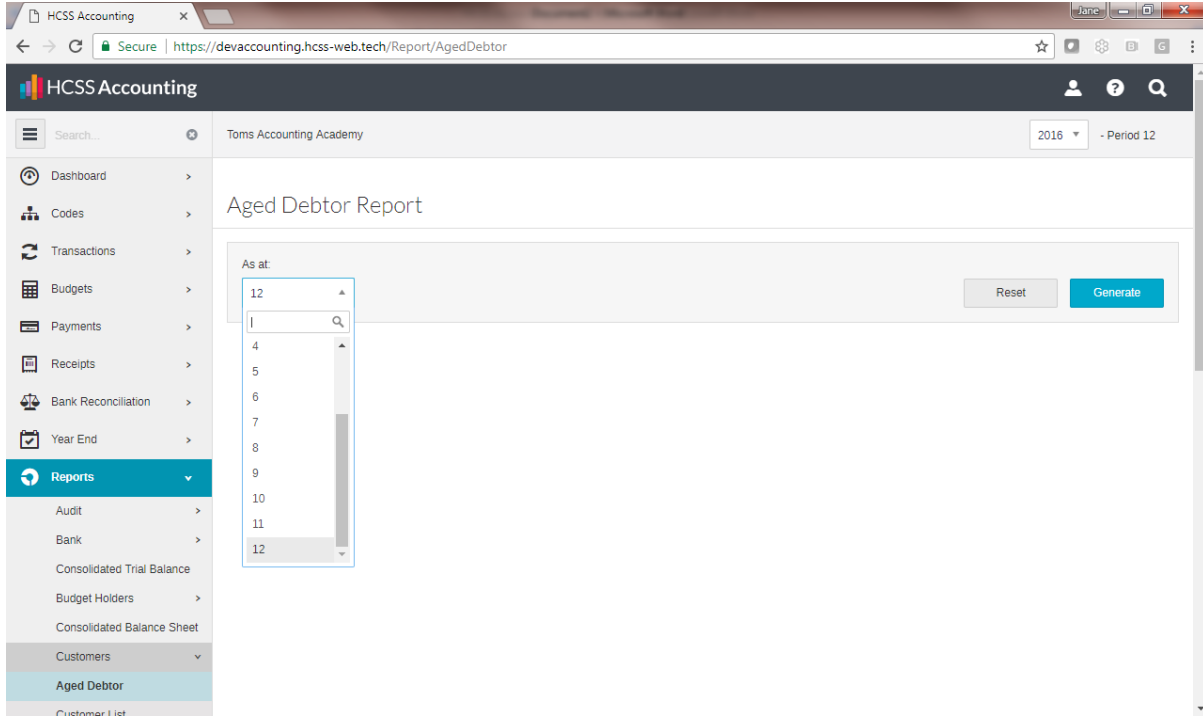 HCSS Accounting
Jane
Secure | https://devaccounting.hcss-web.tech/Report/AgedDebtor
HCSS Accounting
Search...
Toms Accounting Academy
2016
- Period 12
Dashboard
Codes
Transactions
Budgets
Payments
Receipts
Bank Reconciliation
Year End
Reports
Audit
Bank
Consolidated Trial Balance
Budget Holders
Consolidated Balance Sheet
Customers
Aged Debtor
Customer List
Aged Debtor Report
As at:
12
Reset
Generate
4
5
6
7
8
9
10
11
12